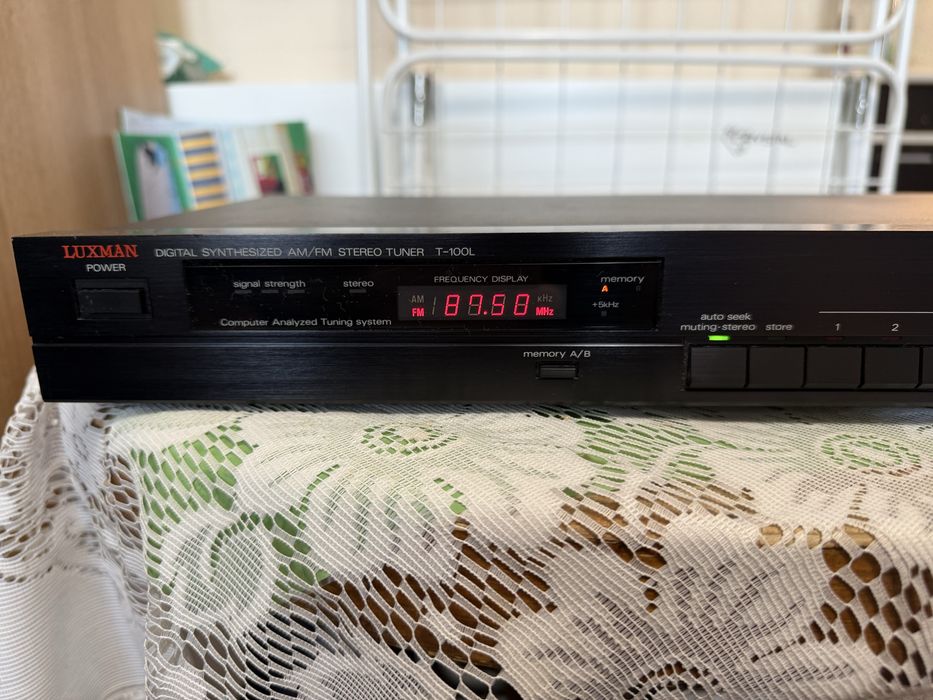 LUXMAN DIGITAL SYNTHESIZED AM/FM STEREO TUNER T-100L
POWER
signal strength stereo
Computer Analyzed Tuning system
FREQUENCY DISPLAY
AM 87.50 kHz
FM MHz
memory
A B
+5kHz
memory A/B
auto seek
muting-stereo store 1 2